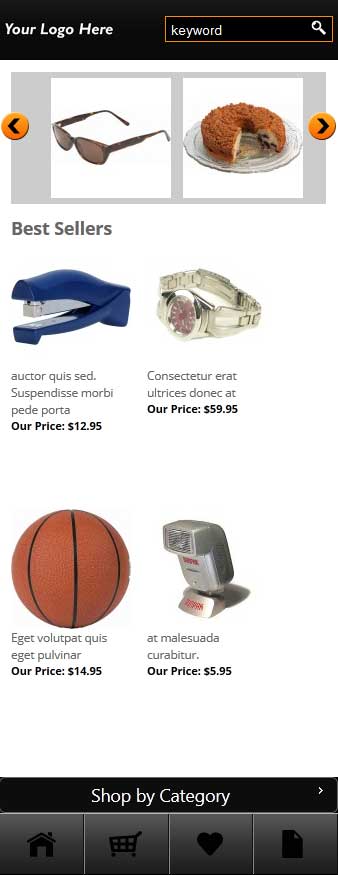 Your Logo Here
keyword
Best Sellers
auctor quis sed.
Suspendisse morbi
pede porta
Our Price: $12.95
Consectetur erat
ultrices donec at
Our Price: $59.95
Eget volutpat quis
eget pulvinar
Our Price: $14.95
at malesuada
curabitur.
Our Price: $5.95
Shop by Category